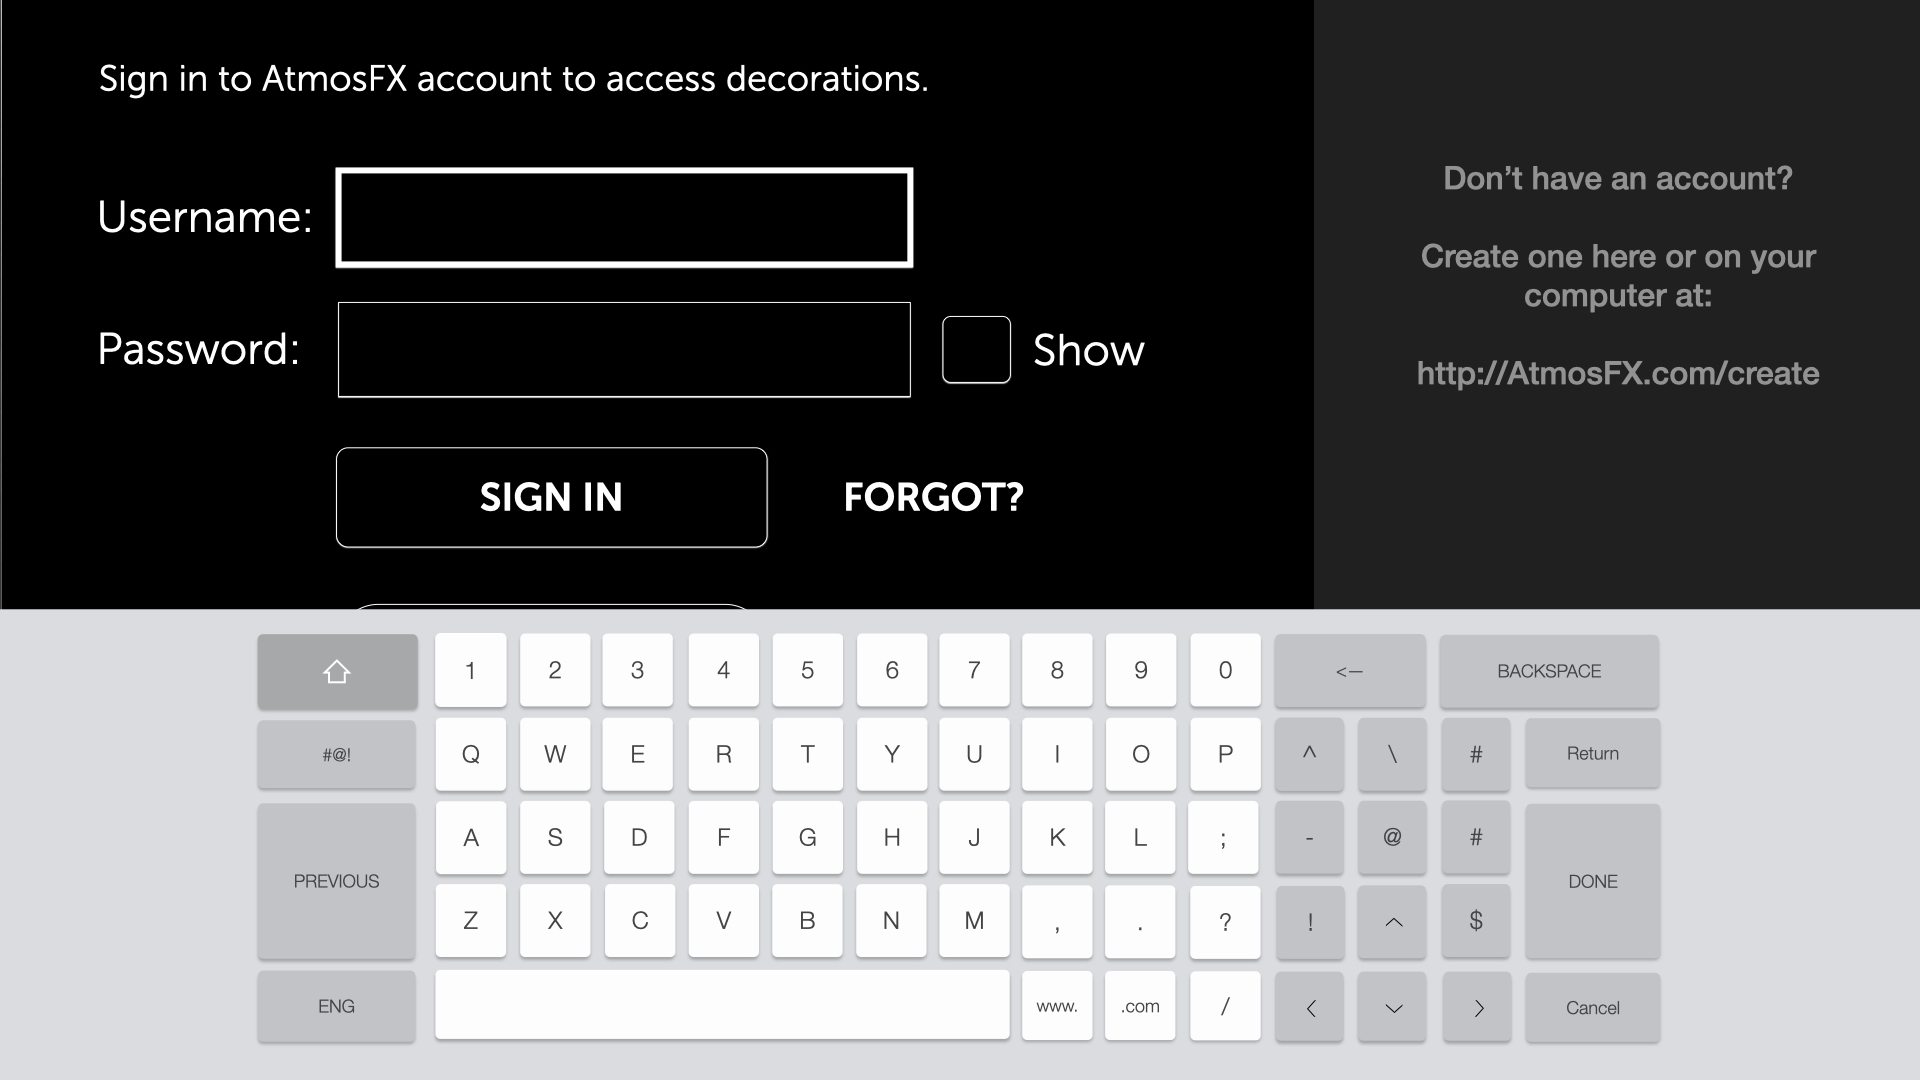 Sign in to AtmosFX account to access decorations.
Username:
Password:
Show
SIGN IN
FORGOT?
Don't have an account?
Create one here or on your
computer at:
http://AtmosFX.com/create
1 2 3 4 5 6 7 8 9 0 <— BACKSPACE
#@! Q W E R T Y U I O P ^ \ # Return
A S D F G H J K L ; - @ #
PREVIOUS DONE
Z X C V B N M , . ? ! ^ $
ENG www. .com / < ⌄ > Cancel